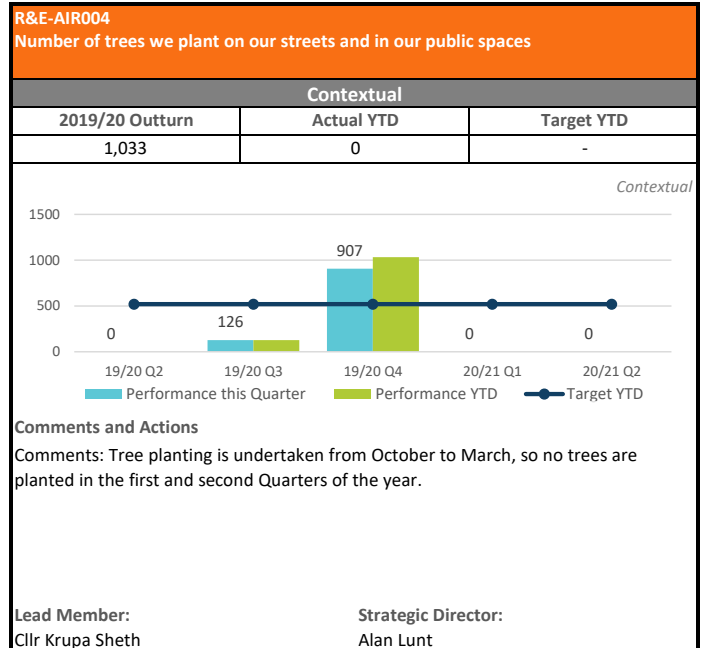 R&E-AIR004
Number of trees we plant on our streets and in our public spaces
Contextual
2019/20 Outturn Actual YTD Target YTD
1,033 0 -
Contextual
1500
1000
500
0
0
126
907
0
0
19/20 Q2 19/20 Q3 19/20 Q4 20/21 Q1 20/21 Q2
Performance this Quarter Performance YTD Target YTD
Comments and Actions
Comments: Tree planting is undertaken from October to March, so no trees are
planted in the first and second Quarters of the year.
Lead Member: Strategic Director:
Cllr Krupa Sheth Alan Lunt